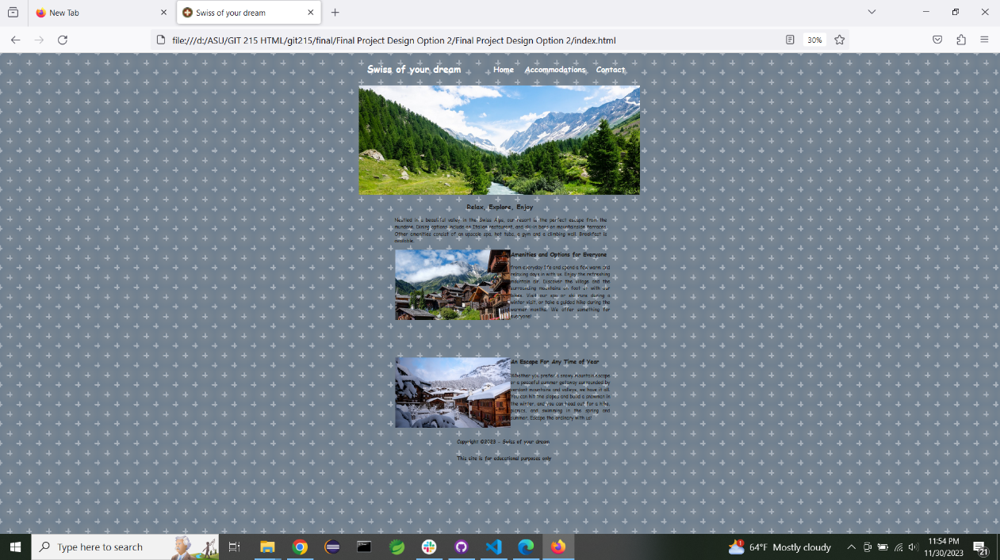 New Tab
Swiss of your dream
file:///d:/ASU/GIT 215 HTML/git215/final/Final Project Design Option 2/Final Project Design Option 2/index.html
30%
Swiss of your dream
Home Accommodations Contact
Relax, Explore, Enjoy
Nestled in a beautiful valley in the Swiss Alps, our resort is the perfect escape from the
mundane. Dining options include an Italian restaurant, and ski-in bars on mountainside terraces.
Other amenities consist of an upscale spa, hot tubs, a gym and a climbing wall. Breakfast is
available.
Amenities and Options for Everyone
from everyday life and spend a few warm and
relaxing days in with us. Enjoy the refreshing
mountain air. Discover the village and the
surrounding mountains on foot or with our
bikes. Visit our spa or ski runs during a
winter visit, or take a guided hike during the
warmer months. We offer something for
everyone!
An Escape For Any Time of Year
Whether you prefer a snowy mountain escape
or a peaceful summer getaway surrounded by
verdant mountains and valleys, we have it all.
You can hit the slopes and build a snowman in
the winter, and you can head out for a hike,
picnics, and swimming in the spring and
summer. Escape the ordinary with us!
Copyright ©2023 - Swiss of your dream
This site is for educational purposes only
Type here to search
64°F Mostly cloudy
11:54 PM
11/30/2023
21